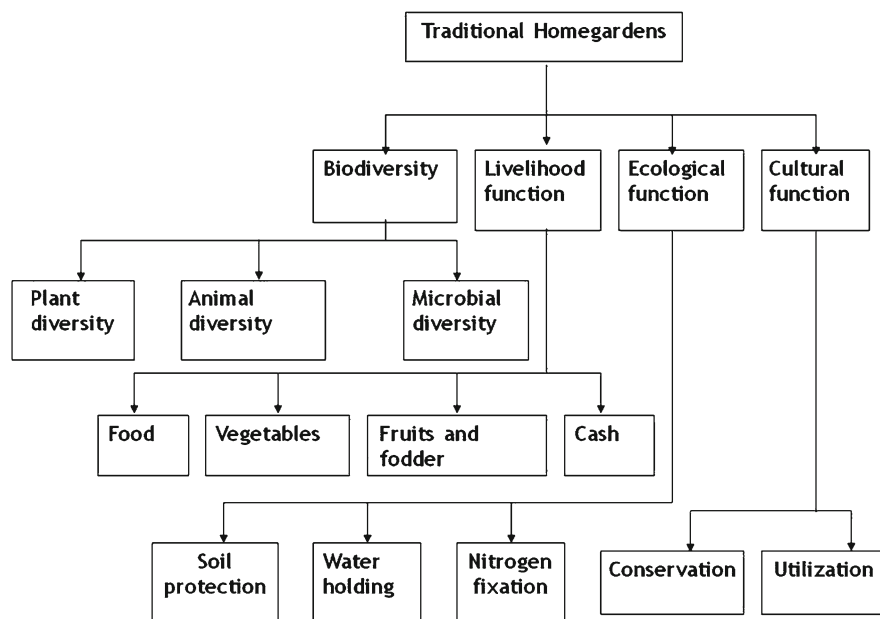 Traditional Homegardens
Biodiversity
Livelihood
function
Ecological
function
Cultural
function
Plant
diversity
Animal
diversity
Microbial
diversity
Food
Vegetables
Fruits and
fodder
Cash
Soil
protection
Water
holding
Nitrogen
fixation
Conservation
Utilization